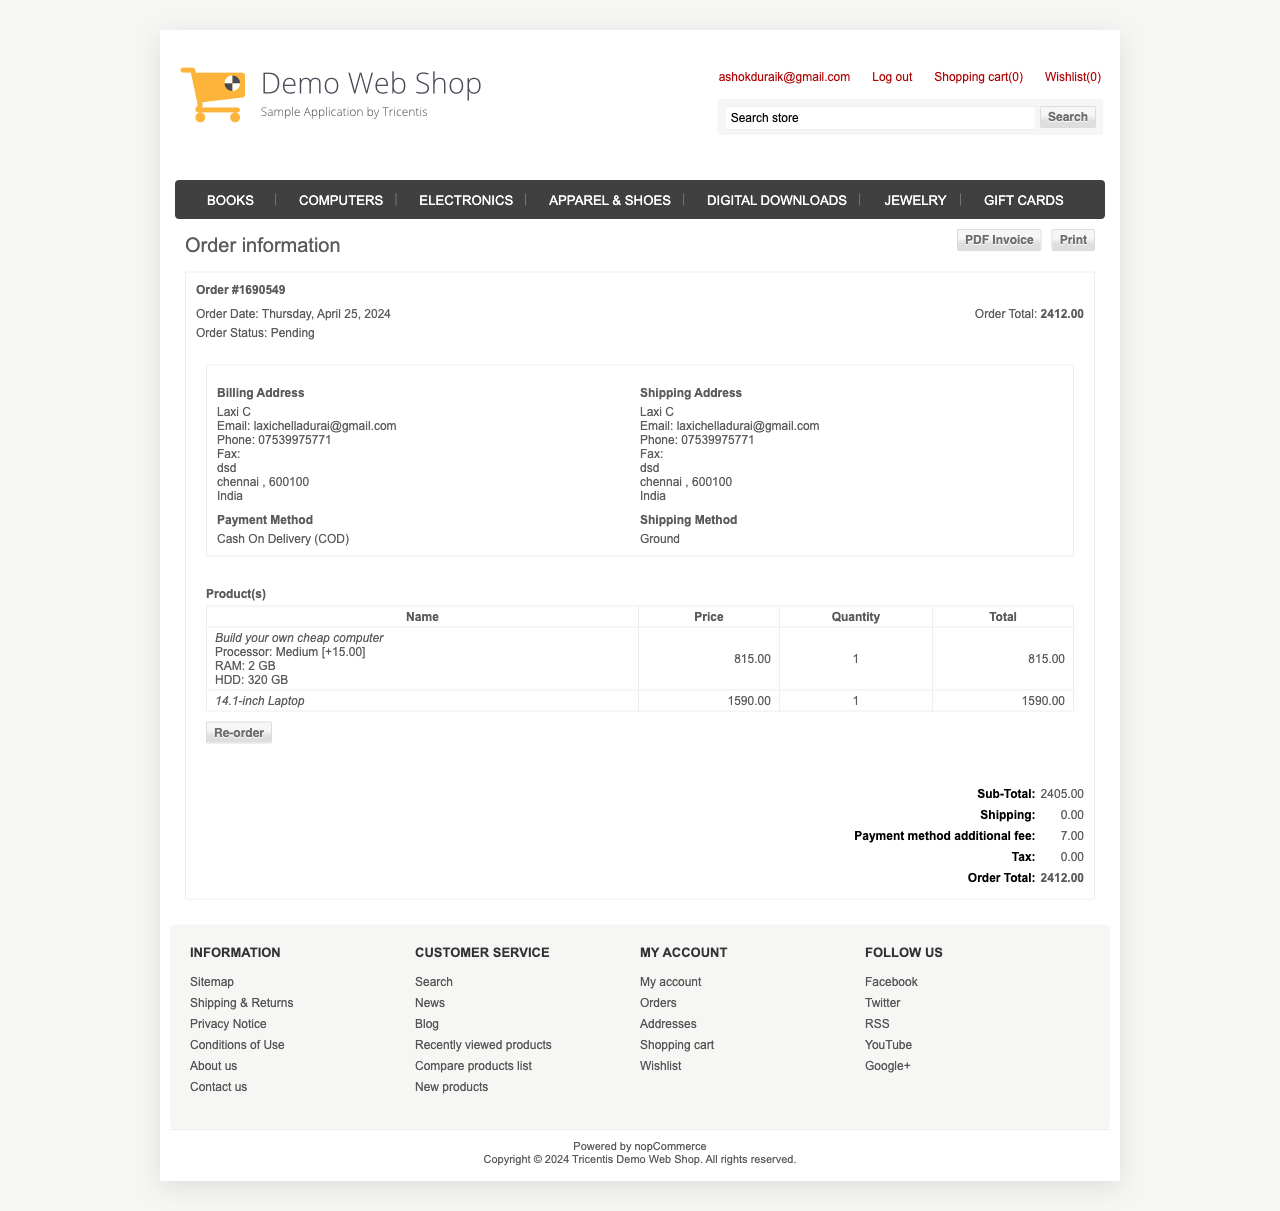 Demo Web Shop
Sample Application by Tricentis
ashokduraik@gmail.com Log out Shopping cart(0) Wishlist(0)
Search store Search
BOOKS COMPUTERS ELECTRONICS APPAREL & SHOES DIGITAL DOWNLOADS JEWELRY GIFT CARDS
Order information PDF Invoice Print
Order #1690549
Order Date: Thursday, April 25, 2024 Order Total: 2412.00
Order Status: Pending
Billing Address
Laxi C
Email: laxichelladurai@gmail.com
Phone: 07539975771
Fax:
dsd
chennai , 600100
India
Payment Method
Cash On Delivery (COD)
Shipping Address
Laxi C
Email: laxichelladurai@gmail.com
Phone: 07539975771
Fax:
dsd
chennai , 600100
India
Shipping Method
Ground
Product(s)
Name Price Quantity Total
Build your own cheap computer
Processor: Medium [+15.00]
RAM: 2 GB
HDD: 320 GB
815.00 1 815.00
14.1-inch Laptop 1590.00 1 1590.00
Re-order
Sub-Total: 2405.00
Shipping: 0.00
Payment method additional fee: 7.00
Tax: 0.00
Order Total: 2412.00
INFORMATION
Sitemap
Shipping & Returns
Privacy Notice
Conditions of Use
About us
Contact us
CUSTOMER SERVICE
Search
News
Blog
Recently viewed products
Compare products list
New products
MY ACCOUNT
My account
Orders
Addresses
Shopping cart
Wishlist
FOLLOW US
Facebook
Twitter
RSS
YouTube
Google+
Powered by nopCommerce
Copyright © 2024 Tricentis Demo Web Shop. All rights reserved.